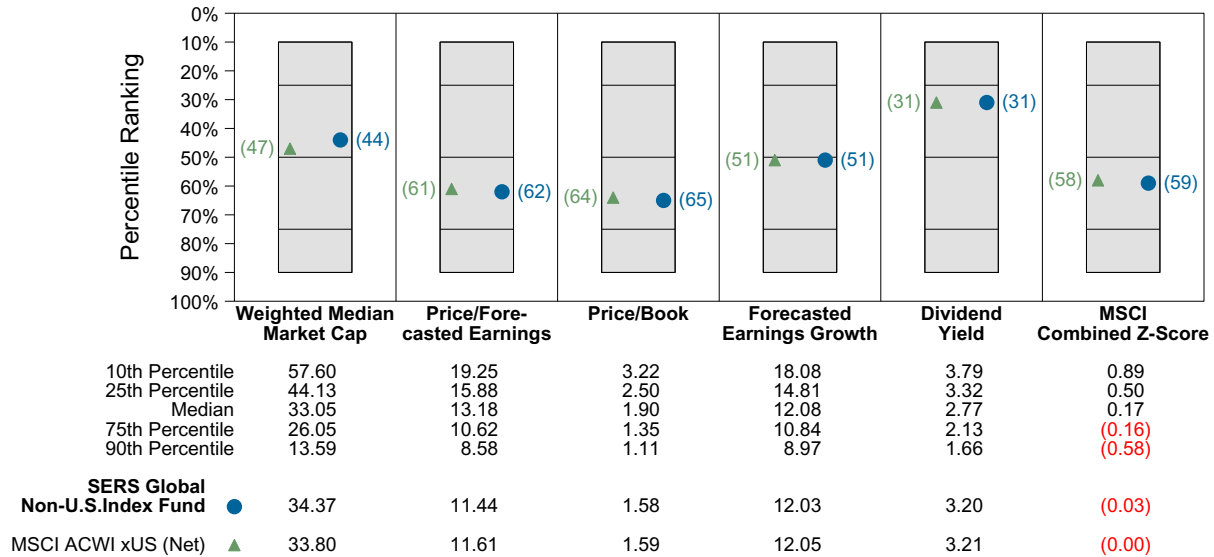 0%
10%
20%
30%
40%
50%
60%
70%
80%
90%
100%
Percentile Ranking
(47) (44)
(61) (62)
(64) (65)
(51) (51)
(31) (31)
(58) (59)
Weighted Median
Market Cap
Price/Fore-
casted Earnings
Price/Book
Forecasted
Earnings Growth
Dividend
Yield
MSCI
Combined Z-Score
10th Percentile 57.60 19.25 3.22 18.08 3.79 0.89
25th Percentile 44.13 15.88 2.50 14.81 3.32 0.50
Median 33.05 13.18 1.90 12.08 2.77 0.17
75th Percentile 26.05 10.62 1.35 10.84 2.13 (0.16)
90th Percentile 13.59 8.58 1.11 8.97 1.66 (0.58)
SERS Global
Non-U.S.Index Fund 34.37 11.44 1.58 12.03 3.20 (0.03)
MSCI ACWI xUS (Net) 33.80 11.61 1.59 12.05 3.21 (0.00)